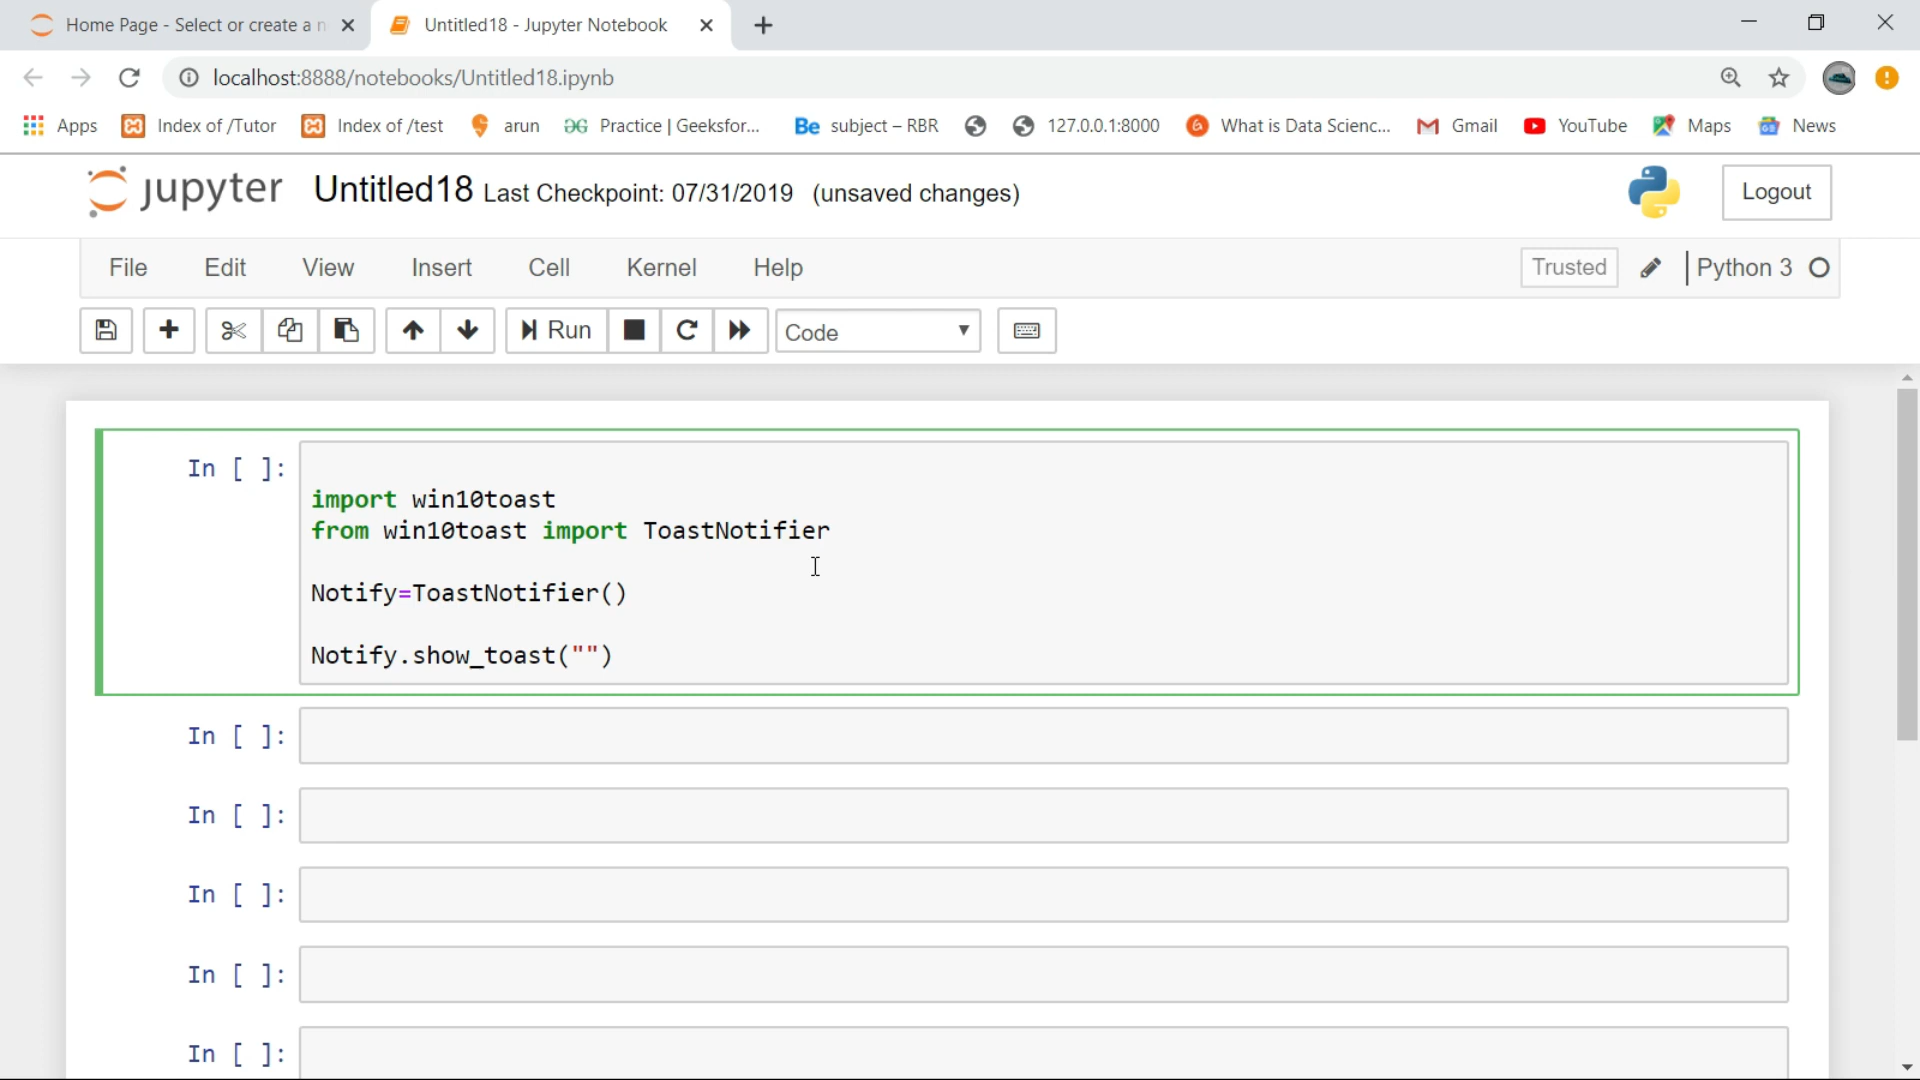 Home Page - Select or create a n
Untitled18 - Jupyter Notebook
localhost:8888/notebooks/Untitled18.ipynb
Apps Index of /Tutor Index of /test arun Practice | Geeksfor... Be subject – RBR 127.0.0.1:8000 What is Data Scienc... Gmail YouTube Maps News
jupyter Untitled18 Last Checkpoint: 07/31/2019 (unsaved changes) Logout
File Edit View Insert Cell Kernel Help Trusted Python 3
Run Code
In [ ]:
import win10toast
from win10toast import ToastNotifier
Notify=ToastNotifier()
Notify.show_toast("")
In [ ]:
In [ ]:
In [ ]:
In [ ]:
In [ ]: